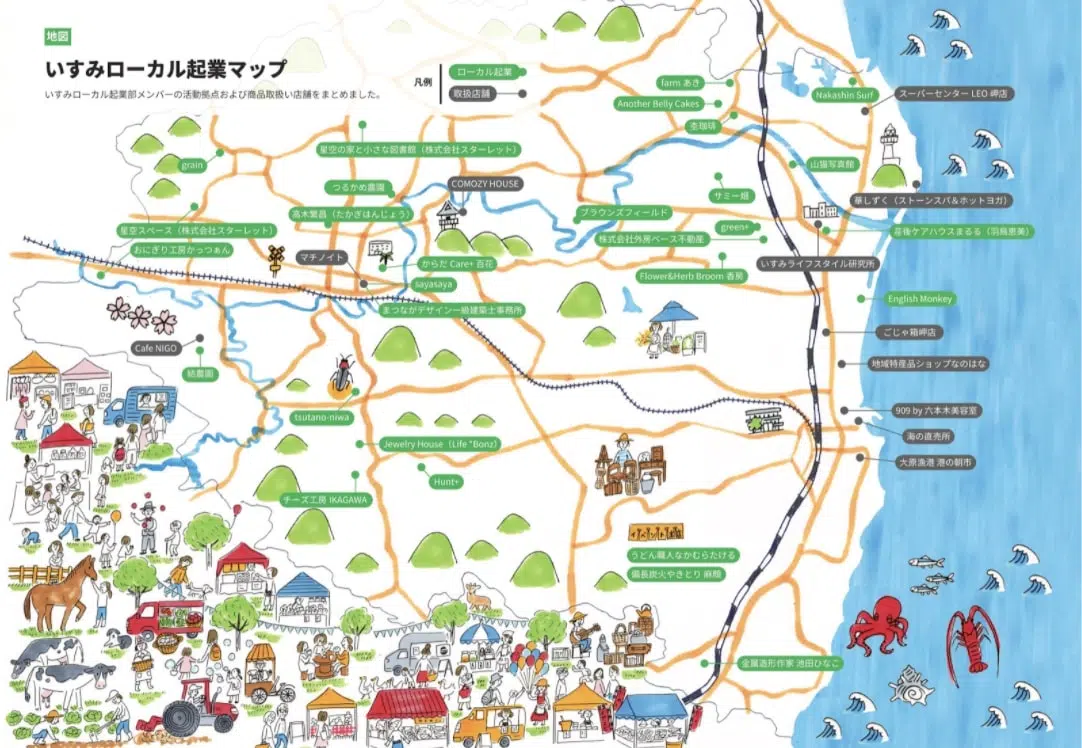 地図
いすみローカル起業マップ
いすみローカル起業部メンバーの活動拠点および商品取扱い店舗をまとめました。
凡例
ローカル起業
取扱店舗
farm あき
Another Belly Cakes
杢珈琲
Nakashin Surf
スーパーセンター LEO 岬店
grain
星空の家と小さな図書館（株式会社スターレット）
山猫写真館
つるかめ農園
COMOZY HOUSE
サミー畑
華しずく（ストーンスパ&ホットヨガ）
高木繁昌（たかぎはんじょう）
ブラウンズフィールド
星空スペース（株式会社スターレット）
green+
産後ケアハウスまるる（羽鳥恵美）
株式会社外房ベース不動産
おにぎり工房かっつぁん
マチノイト
からだ Care+ 百花
いすみライフスタイル研究所
Flower&Herb Broom 香房
sayasaya
English Monkey
まつながデザイン一級建築士事務所
ごじゃ箱岬店
Cafe NIGO
地域特産品ショップなのはな
結農園
tsutano-niwa
909 by 六本木美容室
海の直売所
Jewelry House（Life "Bonz）
大原漁港 港の朝市
Hunt+
チーズ工房 IKAGAWA
イベント出店
うどん職人なかむらたける
備長炭火やきとり 麻鞍
金属造形作家 池田ひなこ